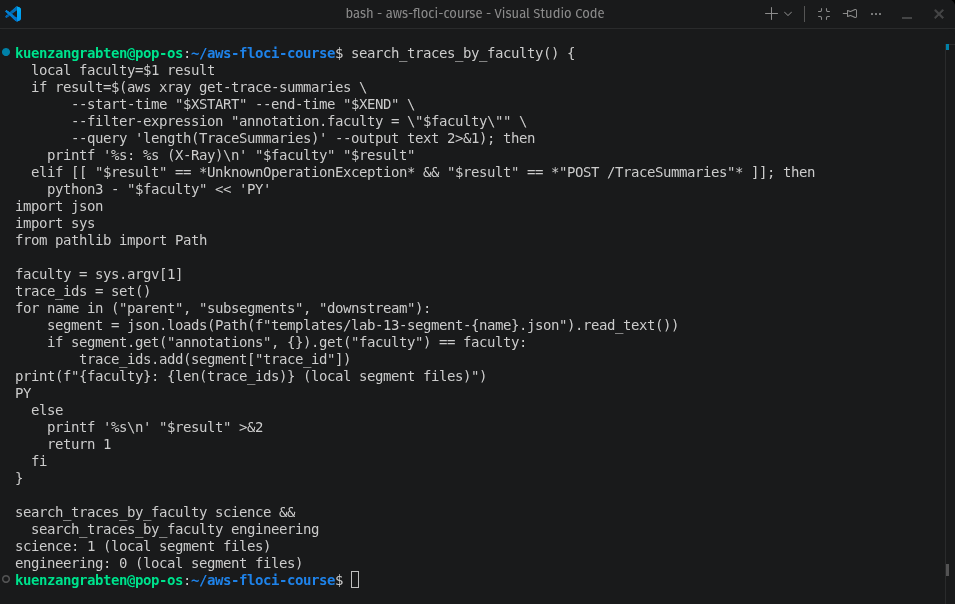 bash - aws-floci-course - Visual Studio Code
kuenzangrabten@pop-os:~/aws-floci-course$ search_traces_by_faculty() {
  local faculty=$1 result
  if result=$(aws xray get-trace-summaries \
       --start-time "$XSTART" --end-time "$XEND" \
       --filter-expression "annotation.faculty = \"$faculty\"" \
       --query 'length(TraceSummaries)' --output text 2>&1); then
    printf '%s: %s (X-Ray)\n' "$faculty" "$result"
  elif [[ "$result" == *UnknownOperationException* && "$result" == *"POST /TraceSummaries"* ]]; then
    python3 - "$faculty" << 'PY'
import json
import sys
from pathlib import Path

faculty = sys.argv[1]
trace_ids = set()
for name in ("parent", "subsegments", "downstream"):
    segment = json.loads(Path(f"templates/lab-13-segment-{name}.json").read_text())
    if segment.get("annotations", {}).get("faculty") == faculty:
        trace_ids.add(segment["trace_id"])
print(f"{faculty}: {len(trace_ids)} (local segment files)")
PY
  else
    printf '%s\n' "$result" >&2
    return 1
  fi
}

search_traces_by_faculty science &&
  search_traces_by_faculty engineering
science: 1 (local segment files)
engineering: 0 (local segment files)
kuenzangrabten@pop-os:~/aws-floci-course$